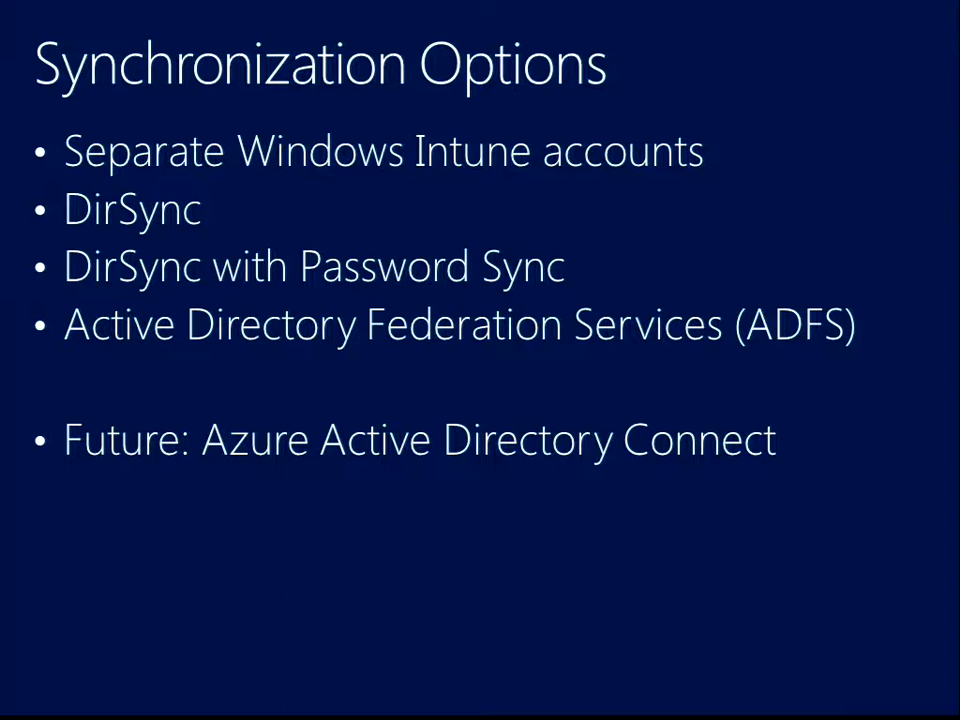 Synchronization Options
• Separate Windows Intune accounts
• DirSync
• DirSync with Password Sync
• Active Directory Federation Services (ADFS)
• Future: Azure Active Directory Connect